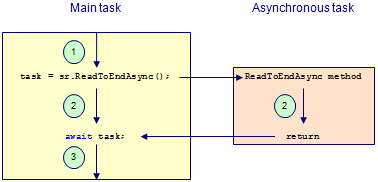 Main task
Asynchronous task
1
task = sr.ReadToEndAsync();
ReadToEndAsync method
2
2
await task;
return
3